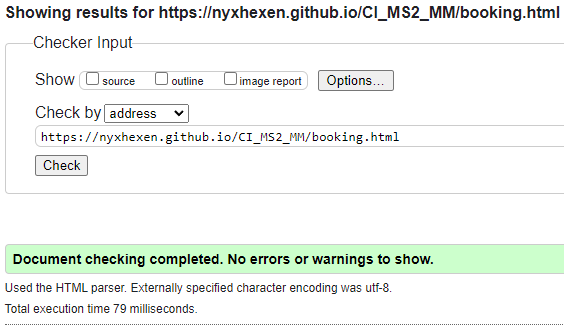 Showing results for https://nyxhexen.github.io/CI_MS2_MM/booking.html
Checker Input
Show source outline image report Options...
Check by address
https://nyxhexen.github.io/CI_MS2_MM/booking.html
Check
Document checking completed. No errors or warnings to show.
Used the HTML parser. Externally specified character encoding was utf-8.
Total execution time 79 milliseconds.